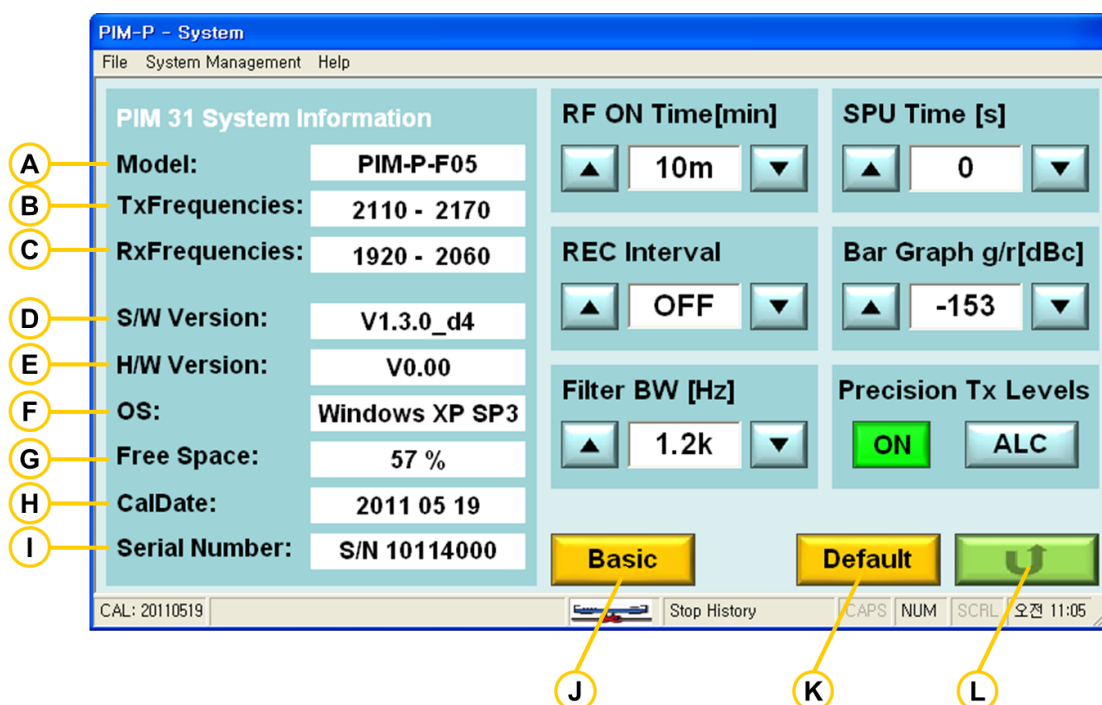 PIM-P - System
File System Management Help
PIM 31 System Information
A Model: PIM-P-F05
B TxFrequencies: 2110 - 2170
C RxFrequencies: 1920 - 2060
D S/W Version: V1.3.0_d4
E H/W Version: V0.00
F OS: Windows XP SP3
G Free Space: 57 %
H CalDate: 2011 05 19
I Serial Number: S/N 10114000
RF ON Time[min]
10m
SPU Time [s]
0
REC Interval
OFF
Bar Graph g/r[dBc]
-153
Filter BW [Hz]
1.2k
Precision Tx Levels
ON ALC
Basic Default
CAL: 20110519 Stop History CAPS NUM SCRL 오전 11:05
J K L